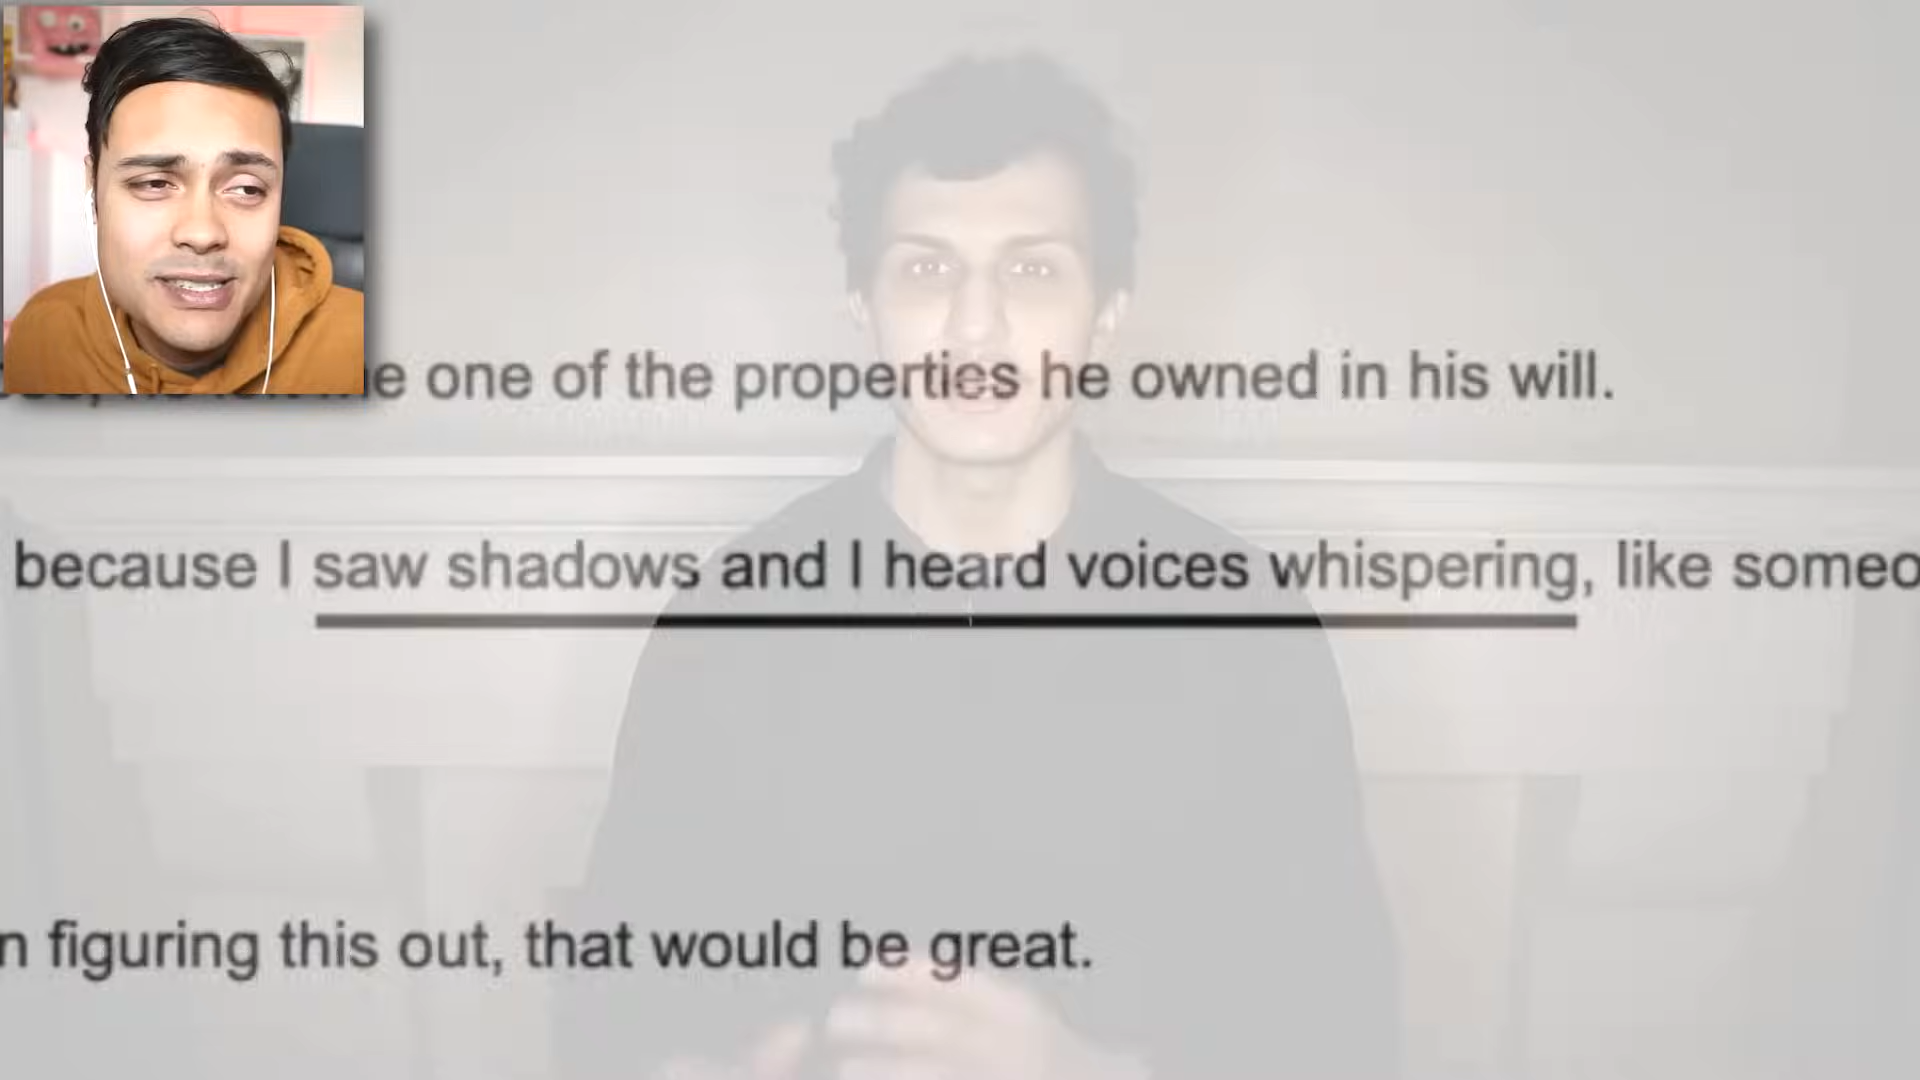 one of the properties he owned in his will.
because I saw shadows and I heard voices whispering, like
figuring this out, that would be great.